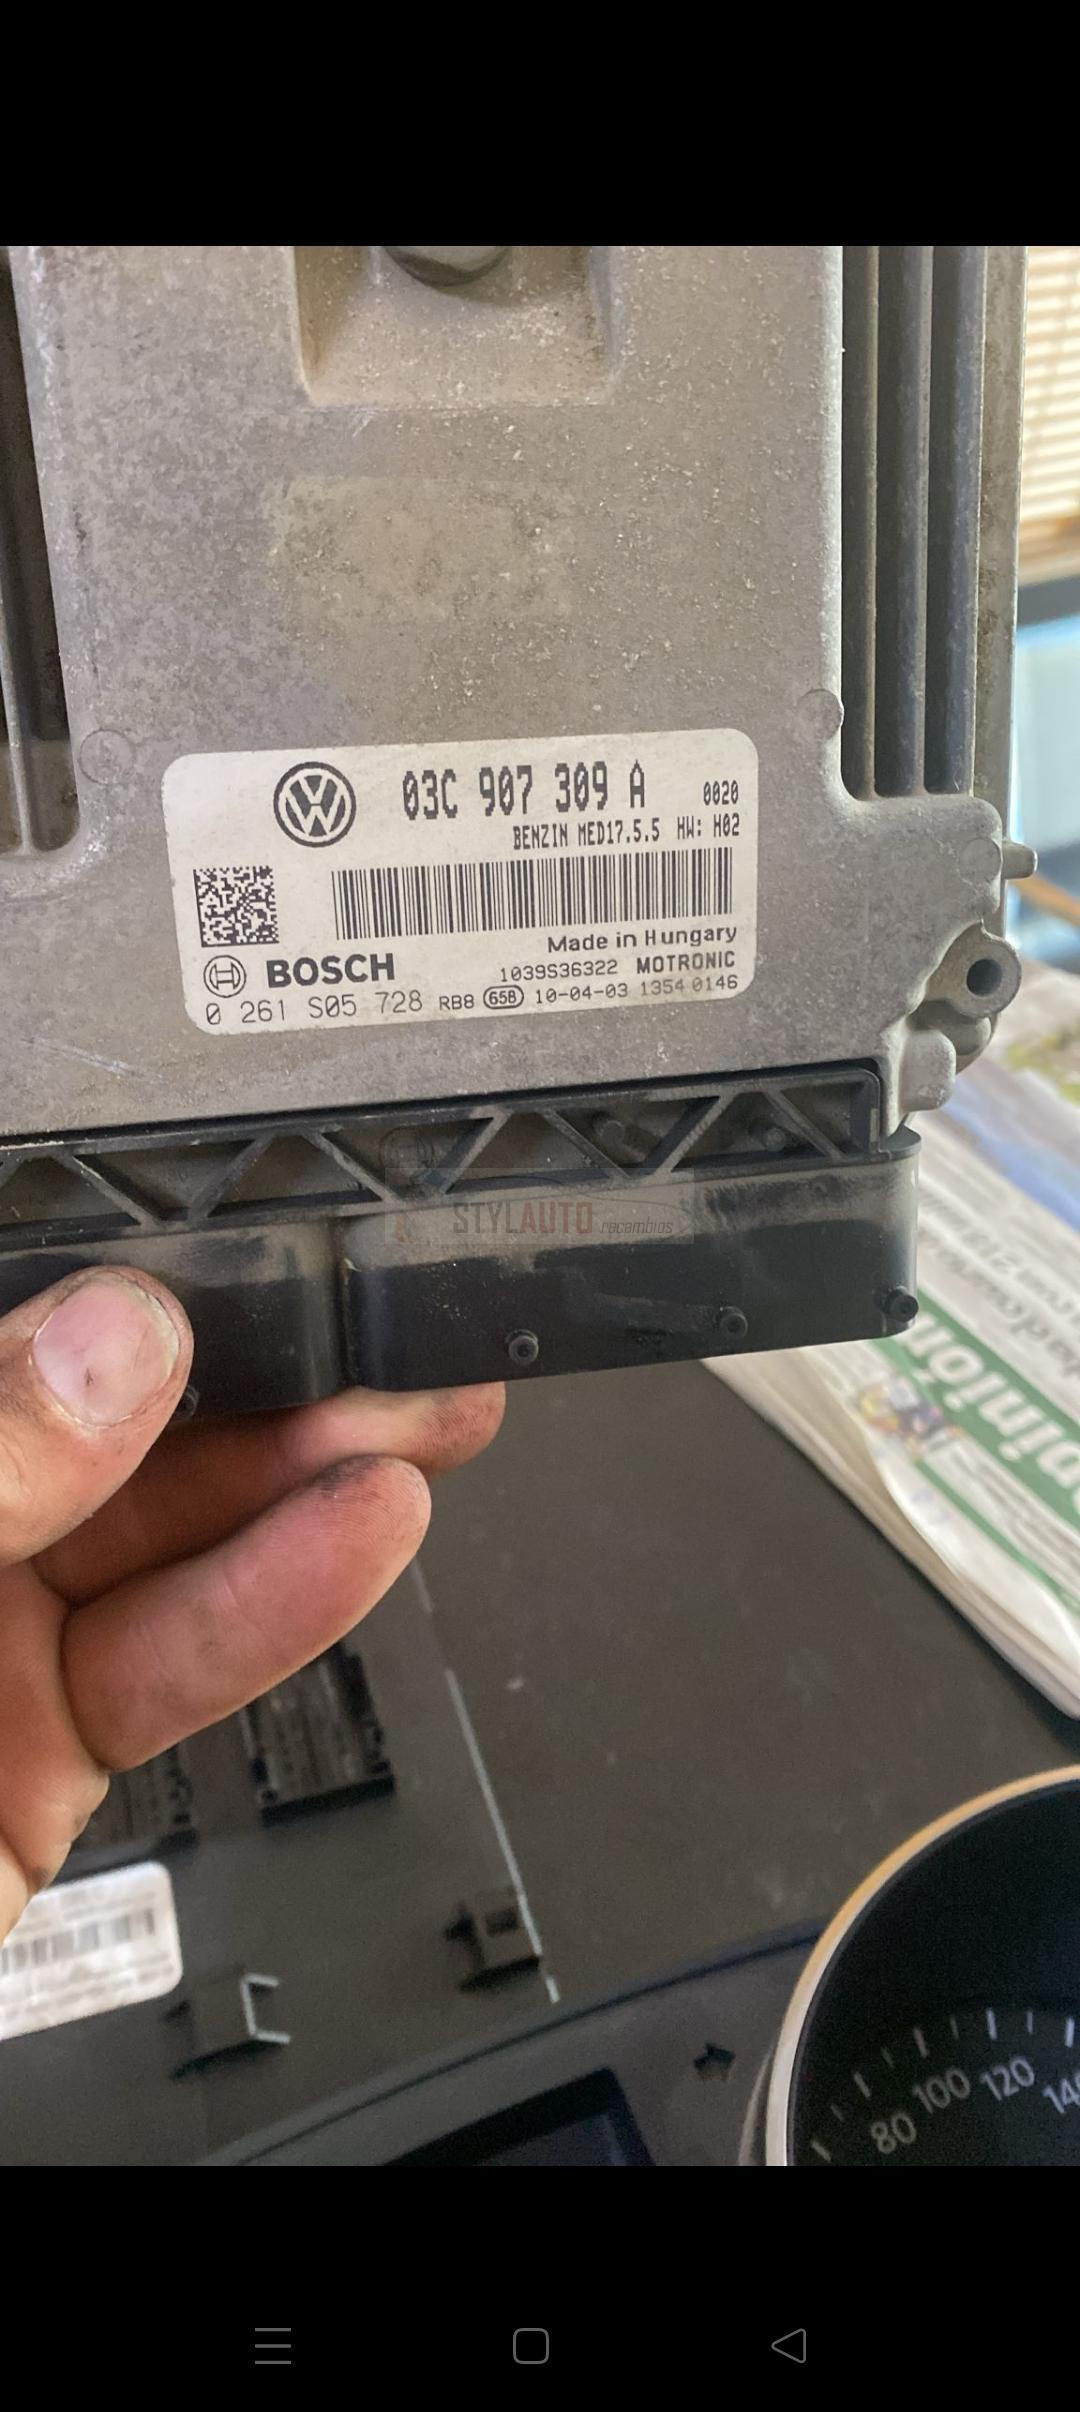 03C 907 309 A 0020
BENZIN MED17.5.5 HW: H02
Made in Hungary
BOSCH 1039S36322 MOTRONIC
0 261 S05 728 RB8 658 10-04-03 1354 0146
STYLAUTO recambios
80 100 120